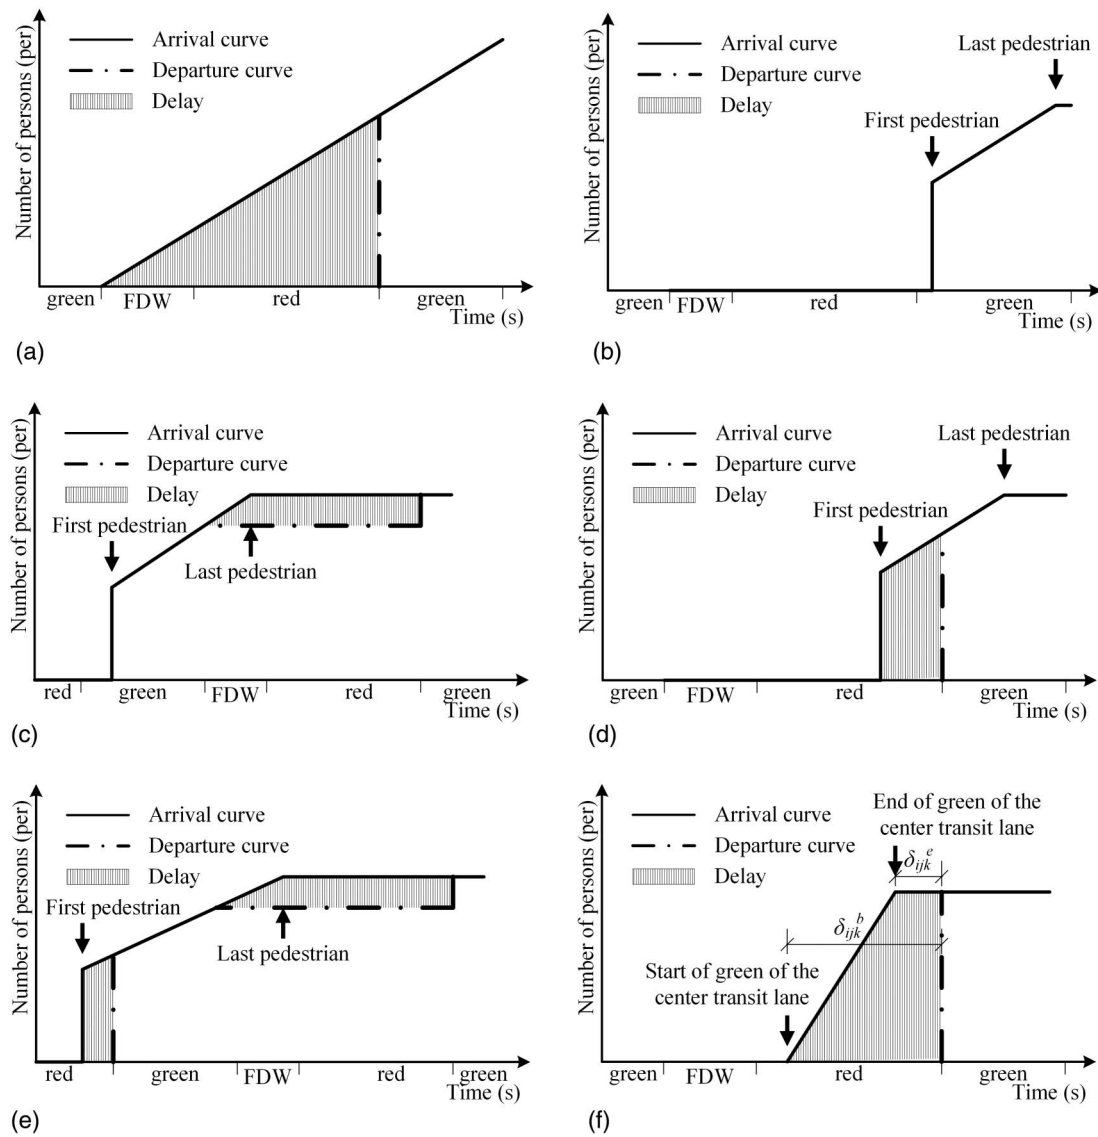 Number of persons (per)
Arrival curve
Departure curve
Delay
green
FDW
red
green
Time (s)
(a)
Number of persons (per)
Arrival curve
Departure curve
Delay
Last pedestrian
First pedestrian
green
FDW
red
green
Time (s)
(b)
Number of persons (per)
Arrival curve
Departure curve
Delay
First pedestrian
Last pedestrian
red
green
FDW
red
green
Time (s)
(c)
Number of persons (per)
Arrival curve
Departure curve
Delay
Last pedestrian
First pedestrian
green
FDW
red
green
Time (s)
(d)
Number of persons (per)
Arrival curve
Departure curve
Delay
First pedestrian
Last pedestrian
red
green
FDW
red
green
Time (s)
(e)
Number of persons (per)
Arrival curve
Departure curve
Delay
End of green of the
center transit lane
δijk^e
δijk^b
Start of green of the
center transit lane
green
FDW
red
green
Time (s)
(f)